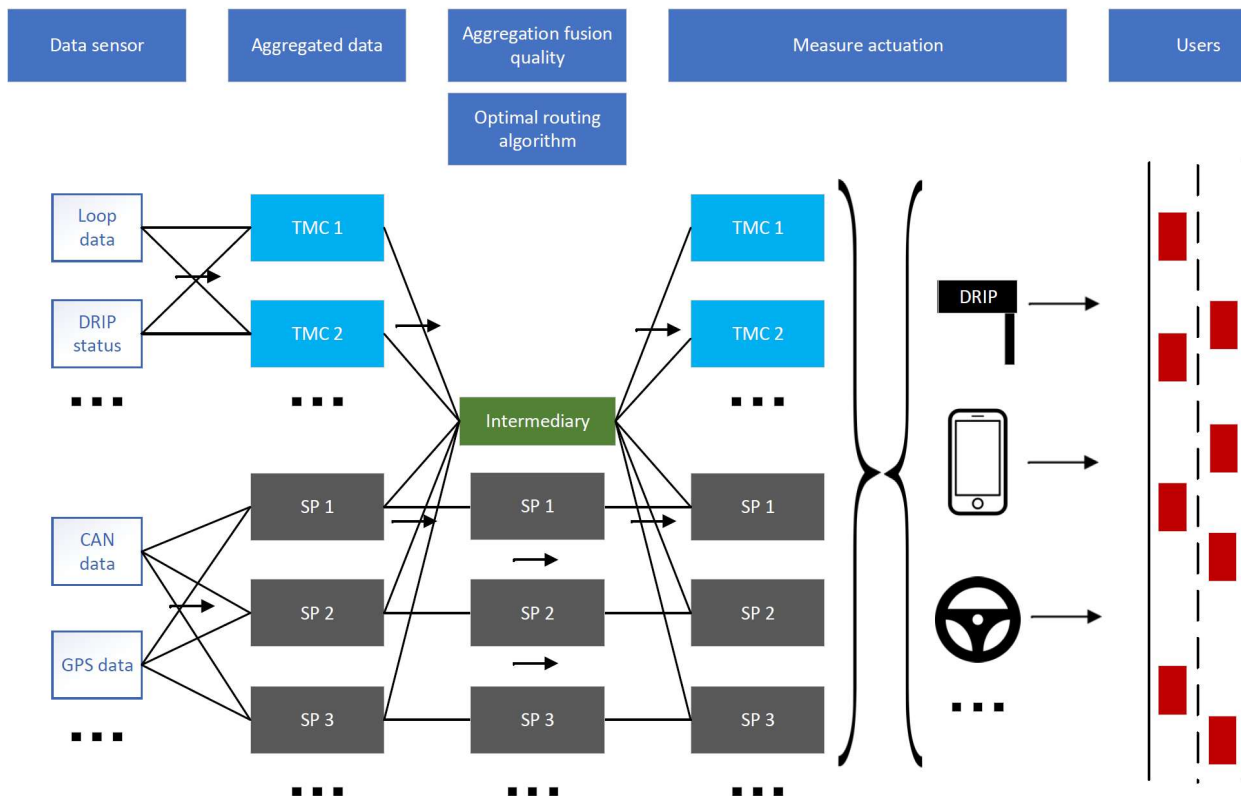 Data sensor
Aggregated data
Aggregation fusion
quality
Measure actuation
Users
Optimal routing
algorithm
Loop
data
TMC 1
TMC 1
DRIP
status
TMC 2
TMC 2
DRIP
Intermediary
CAN
data
SP 1
SP 1
SP 1
GPS data
SP 2
SP 2
SP 2
SP 3
SP 3
SP 3